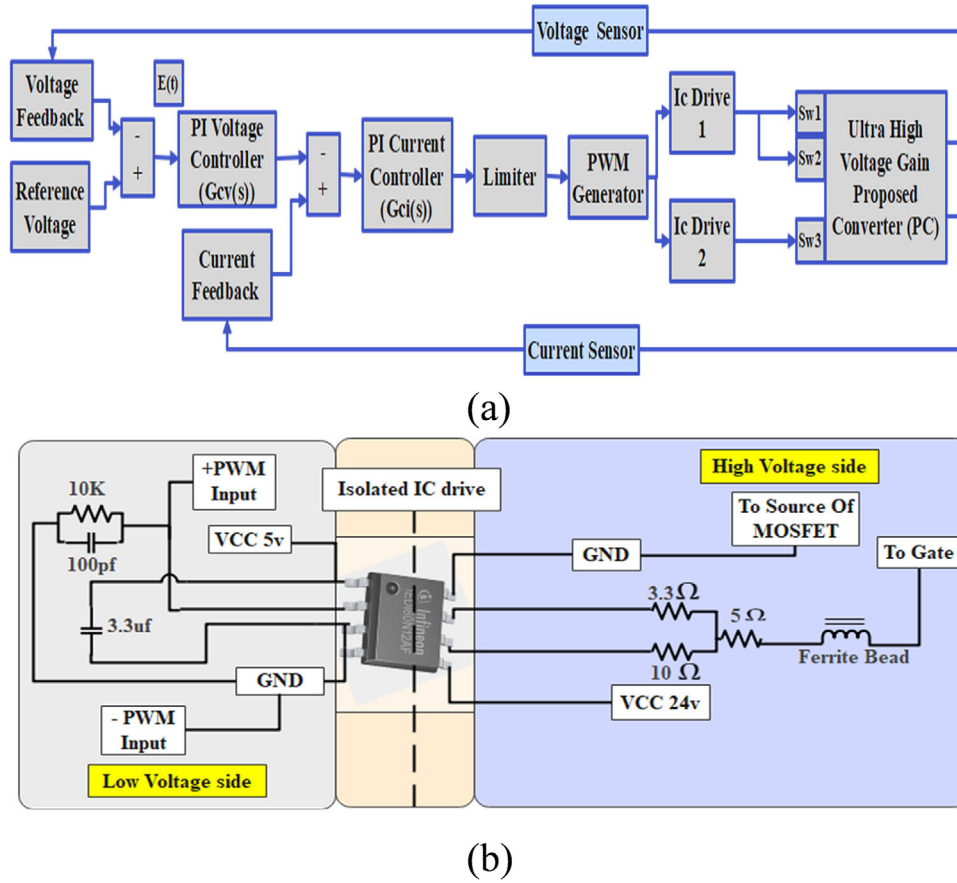 Voltage Sensor
Voltage
Feedback
E(t)
-
+
Reference
Voltage
PI Voltage
Controller
(Gcv(s))
-
+
Current
Feedback
PI Current
Controller
(Gci(s))
Limiter
PWM
Generator
Ic Drive
1
Ic Drive
2
Sw1
Sw2
Sw3
Ultra High
Voltage Gain
Proposed
Converter (PC)
Current Sensor
(a)
+PWM
Input
10K
100pf
VCC 5v
3.3uf
GND
- PWM
Input
Low Voltage side
Isolated IC drive
Infineon
High Voltage side
To Source Of
MOSFET
GND
To Gate
3.3 Ω
5 Ω
10 Ω
Ferrite Bead
VCC 24v
(b)